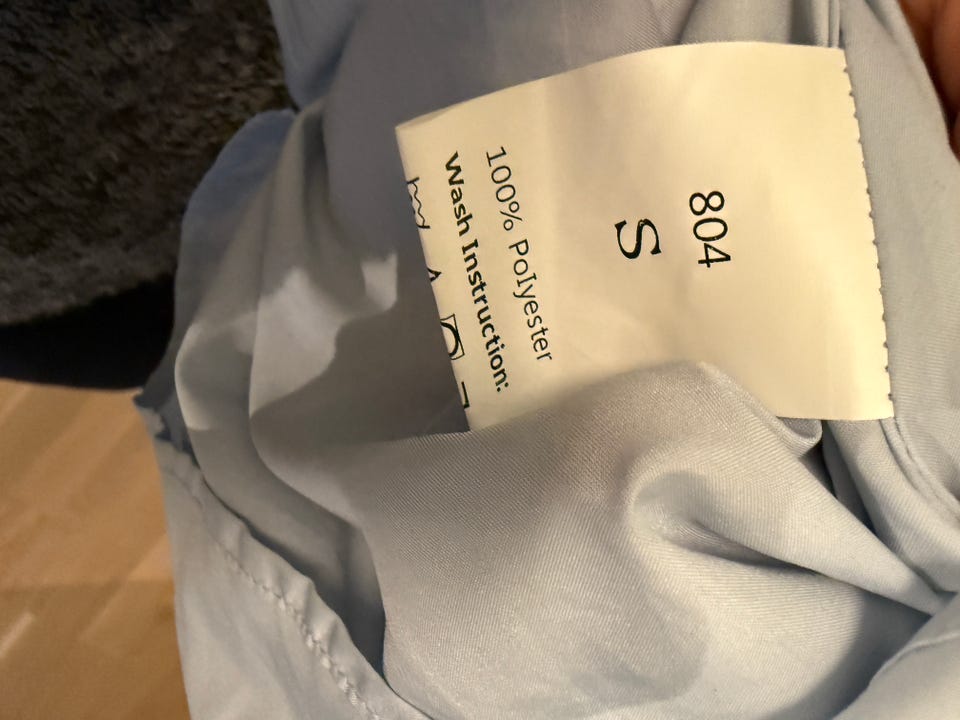 804
S
100% Polyester
Wash Instruction: